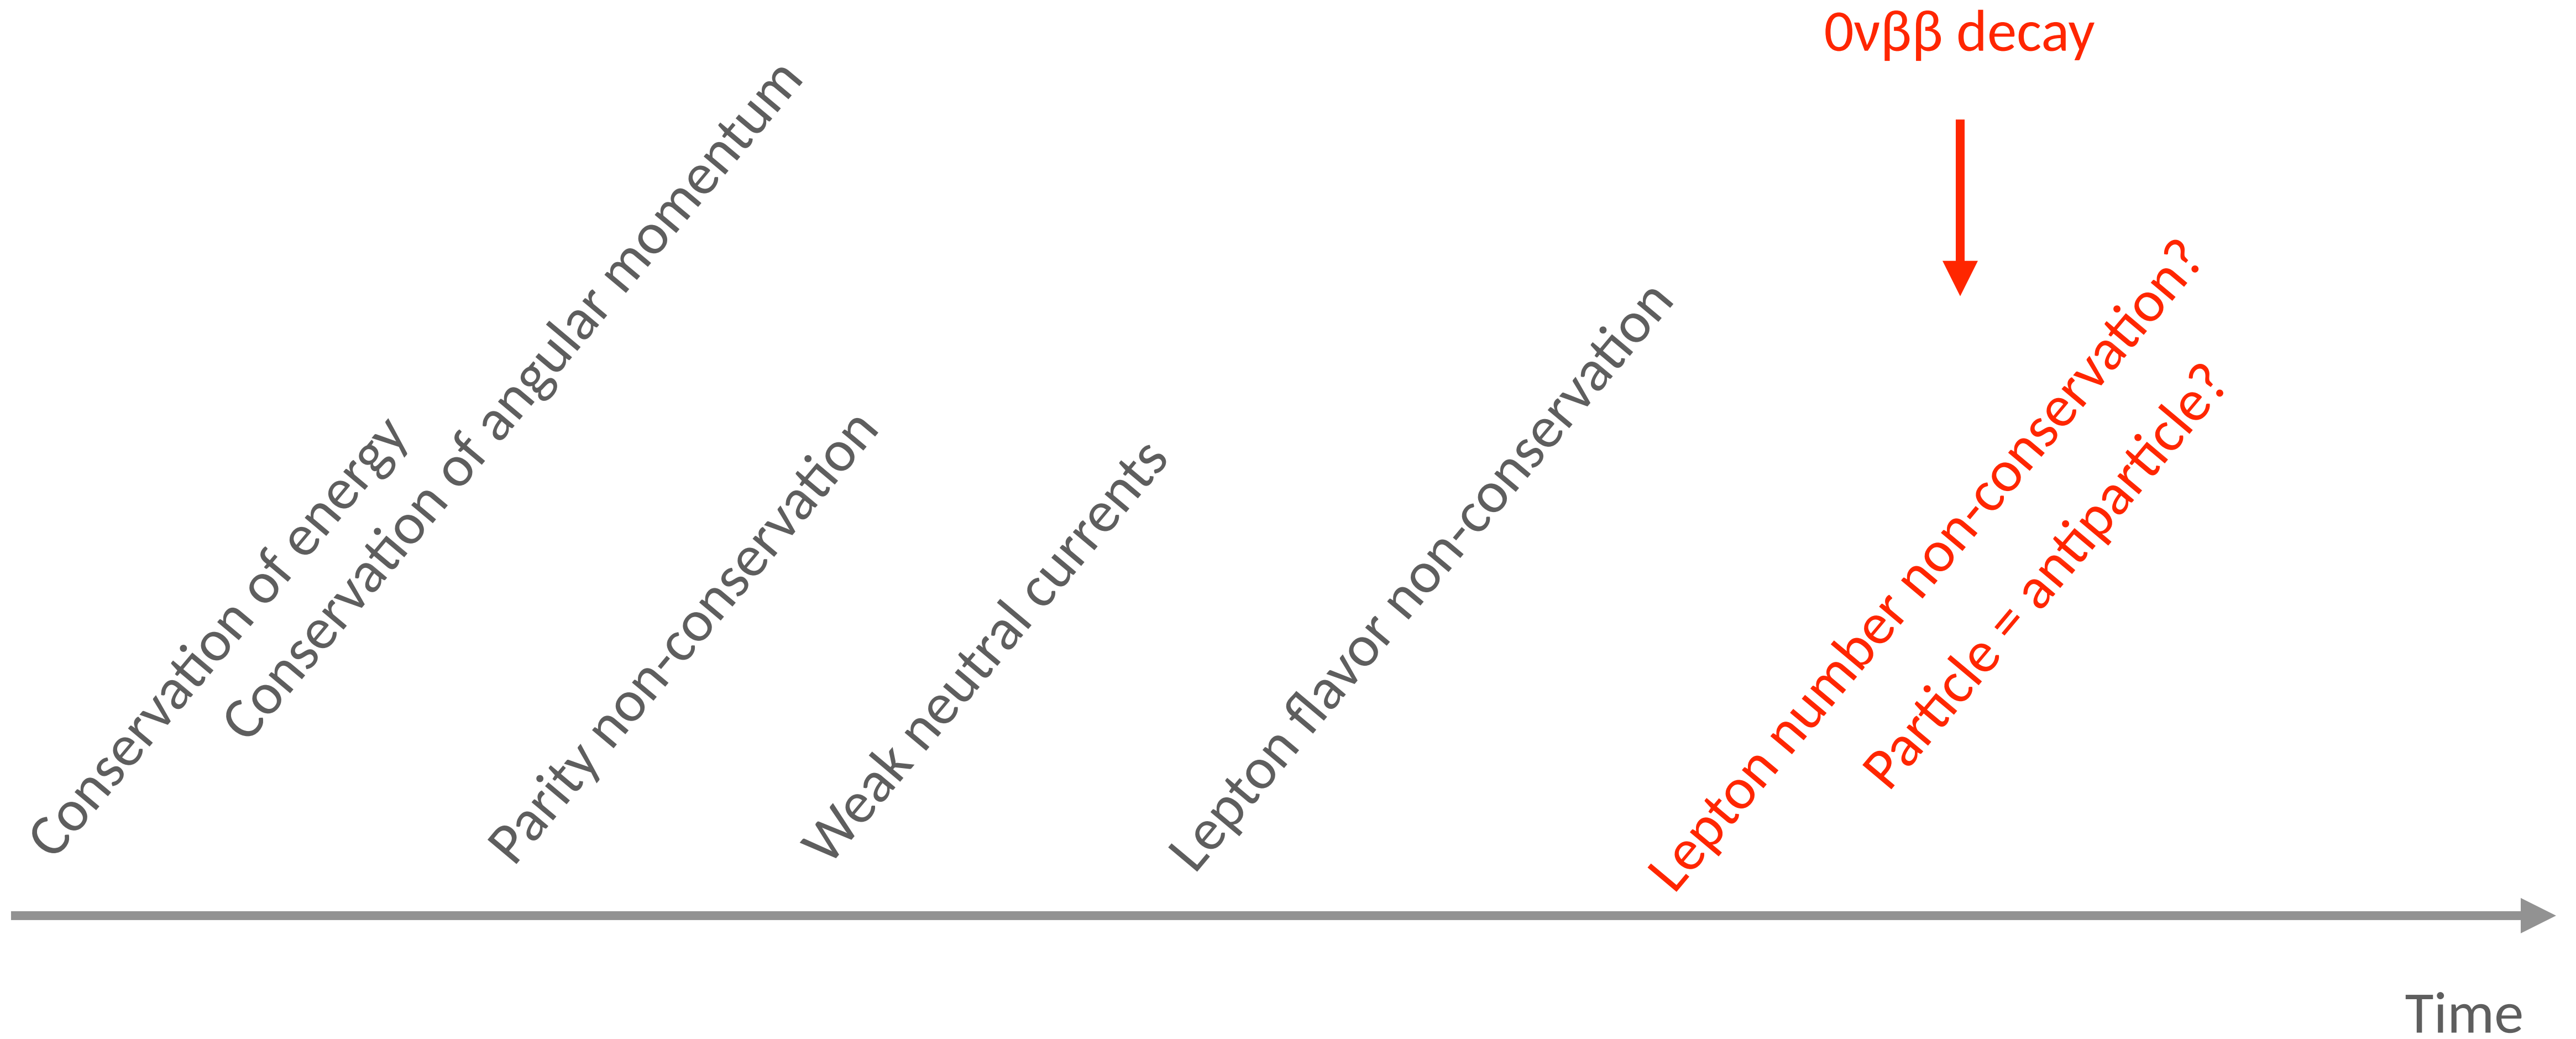 0νββ decay
Conservation of energy
Conservation of angular momentum
Parity non-conservation
Weak neutral currents
Lepton flavor non-conservation
Lepton number non-conservation?
Particle = antiparticle?
Time